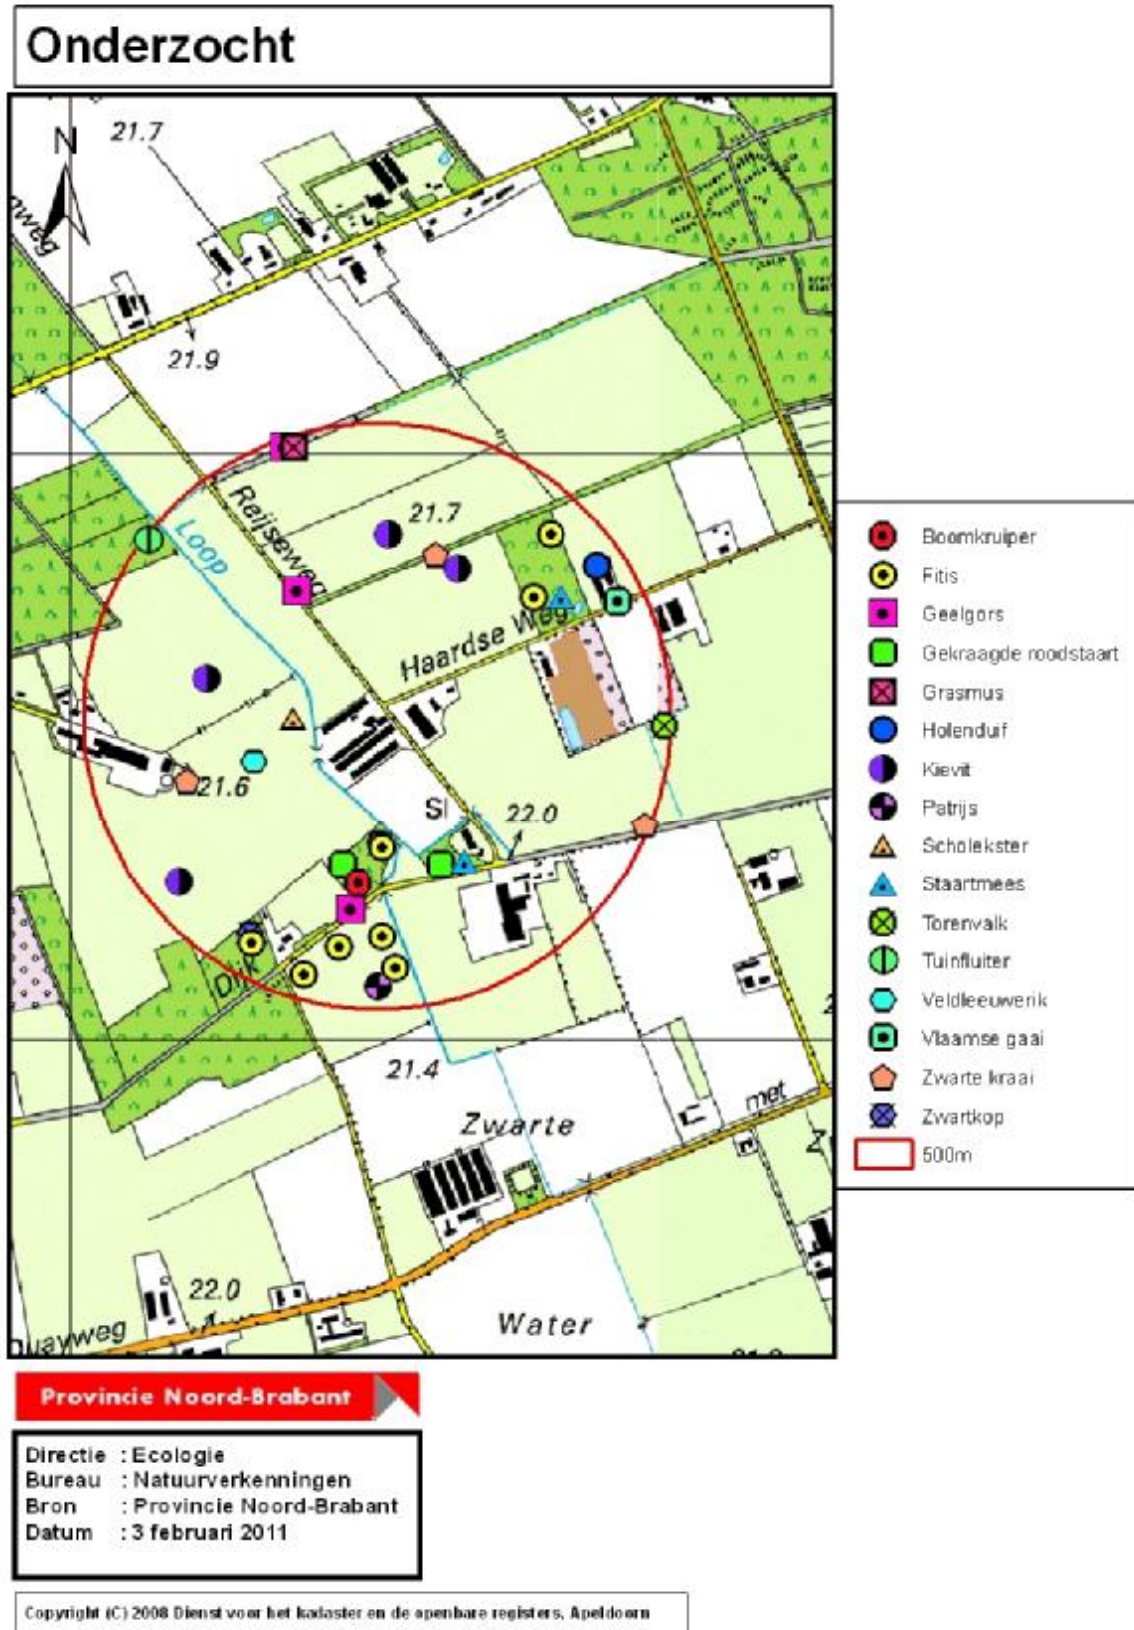 Onderzocht
N
21.7
21.9
Reijseweg
Loop
21.7
Haardse Weg
21.6
SI
22.0
Dijk
21.4
Zwarte
met
22.0
Water
Boomkruiper
Fitis
Geelgors
Gekraagde roodstaart
Grasmus
Holenduif
Kievit
Patrijs
Scholekster
Staartmees
Torenvalk
Tuinfluiter
Veldleeuwerik
Vlaamse gaai
Zwarte kraai
Zwartkop
500m
Provincie Noord-Brabant
Directie : Ecologie
Bureau : Natuurverkenningen
Bron : Provincie Noord-Brabant
Datum : 3 februari 2011
Copyright (C) 2008 Dienst voor het kadaster en de openbare registers, Apeldoorn